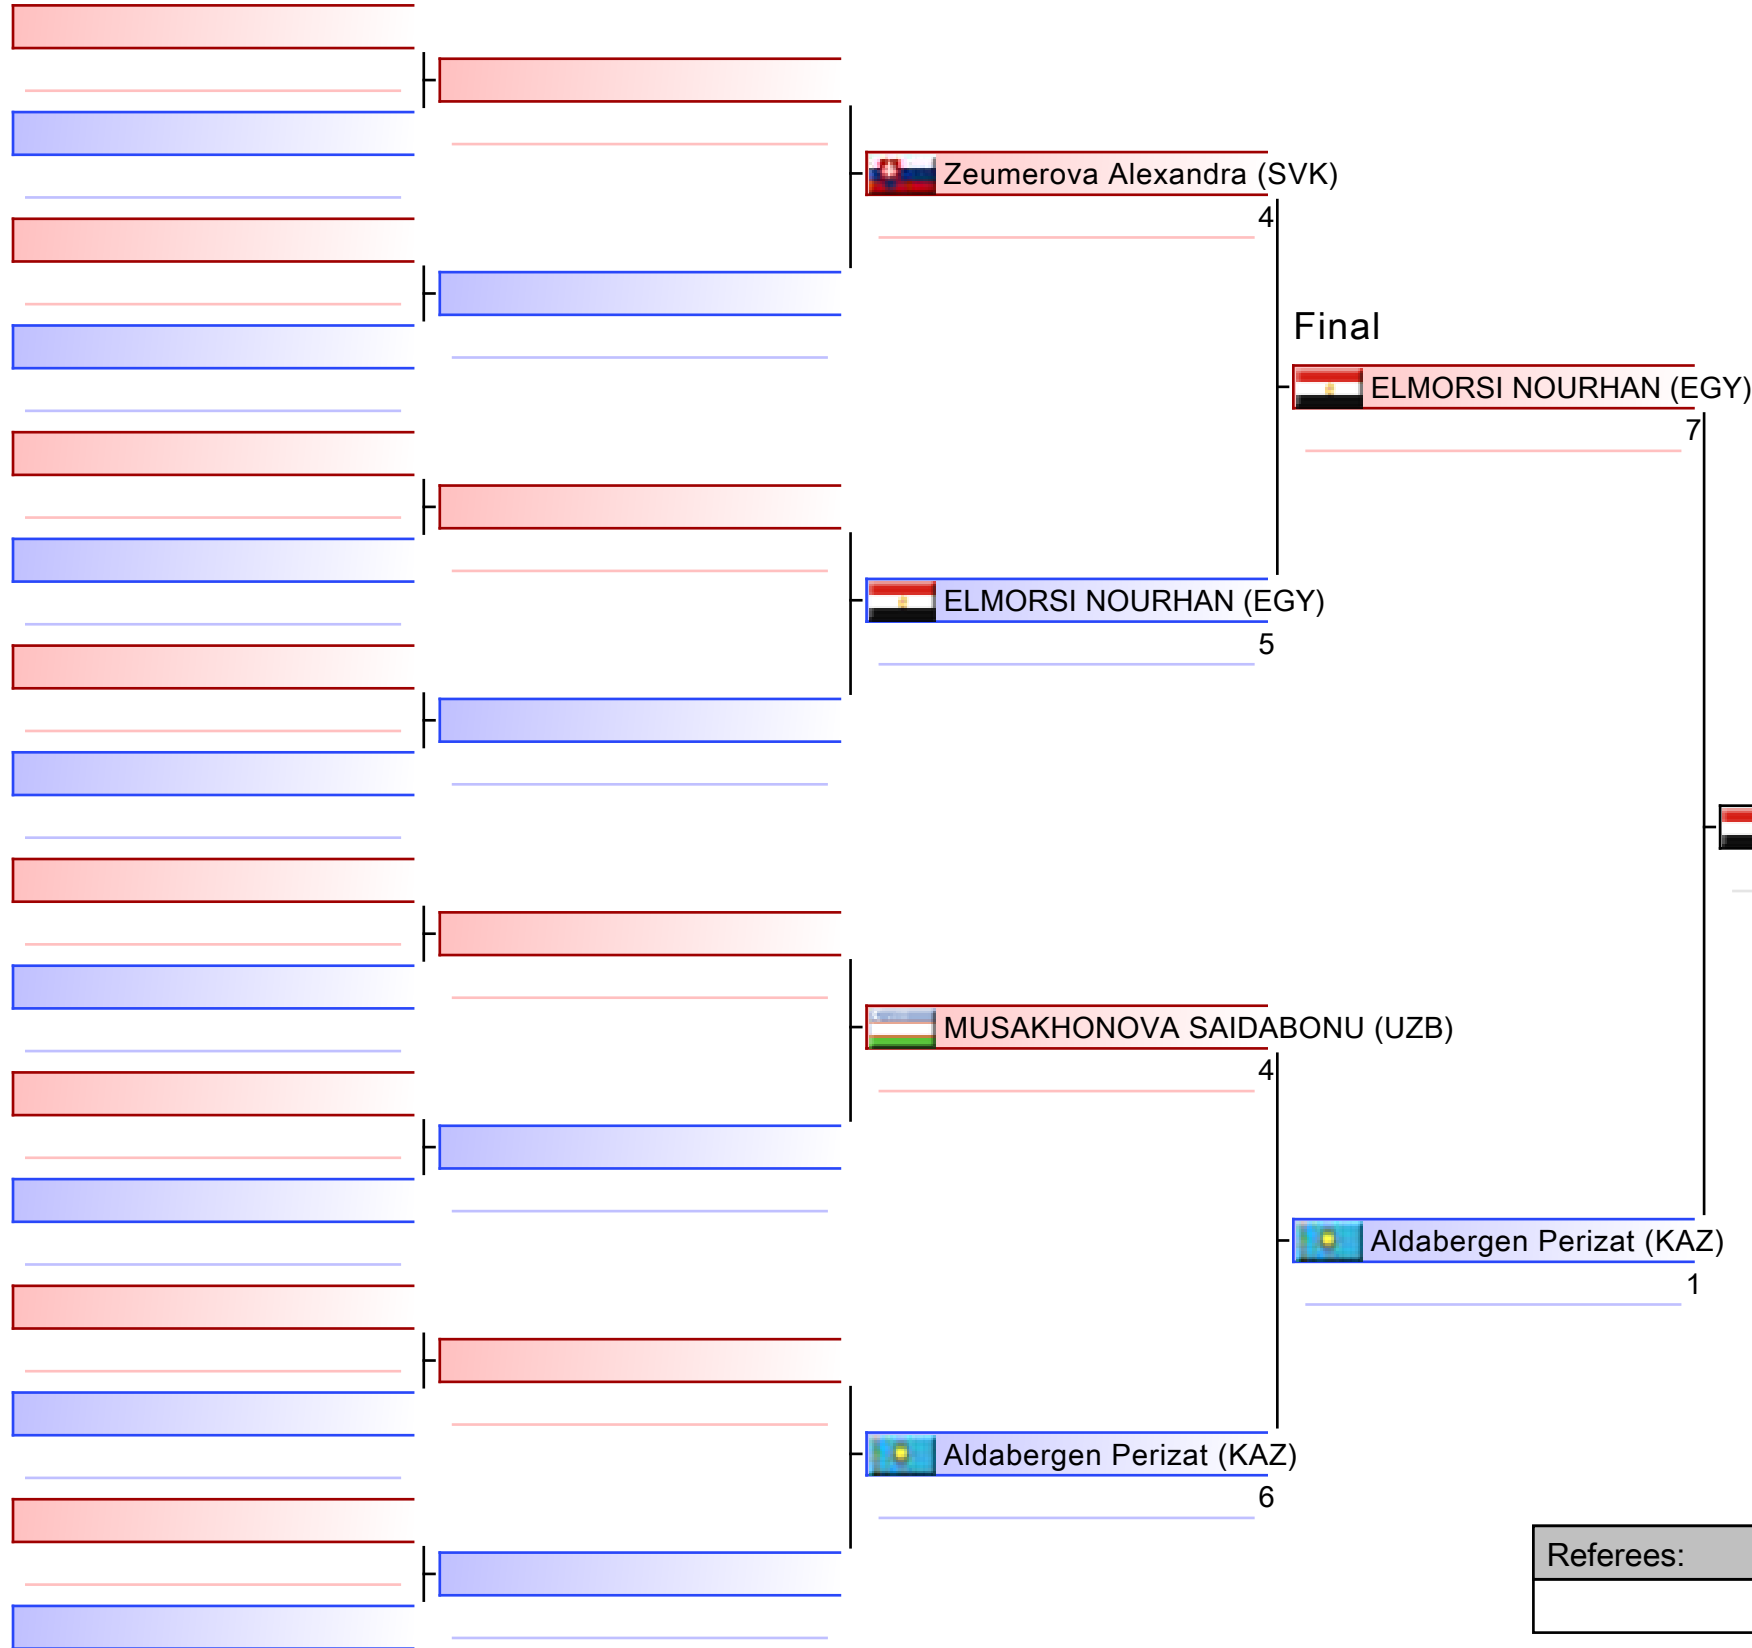 Zeumerova Alexandra (SVK)
4
Final
ELMORSI NOURHAN (EGY)
7
ELMORSI NOURHAN (EGY)
5
MUSAKHONOVA SAIDABONU (UZB)
4
Aldabergen Perizat (KAZ)
1
Aldabergen Perizat (KAZ)
6
Referees: